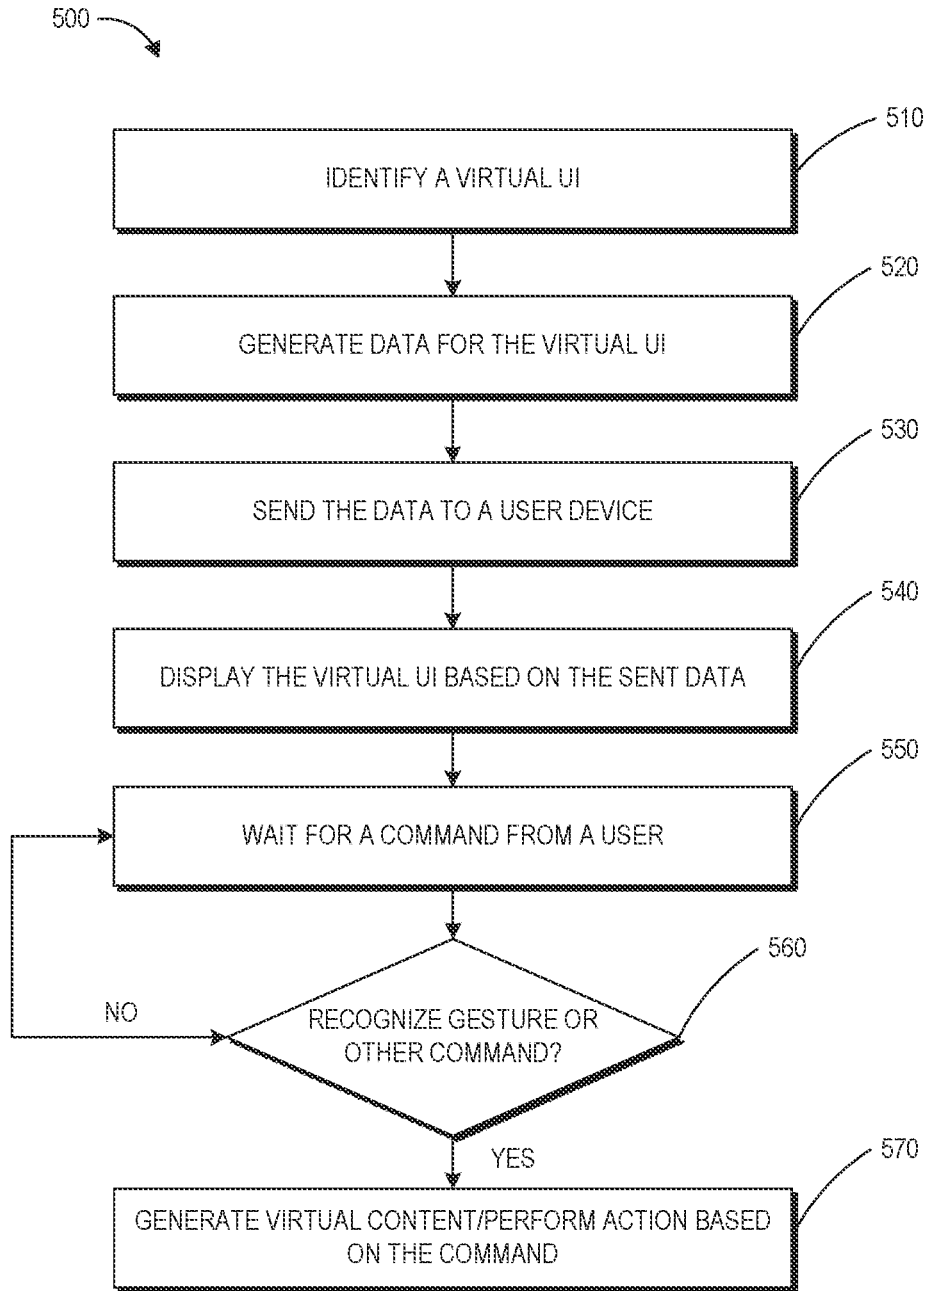 500
510
IDENTIFY A VIRTUAL UI
520
GENERATE DATA FOR THE VIRTUAL UI
530
SEND THE DATA TO A USER DEVICE
540
DISPLAY THE VIRTUAL UI BASED ON THE SENT DATA
550
WAIT FOR A COMMAND FROM A USER
560
NO
RECOGNIZE GESTURE OR
OTHER COMMAND?
YES
570
GENERATE VIRTUAL CONTENT/PERFORM ACTION BASED
ON THE COMMAND